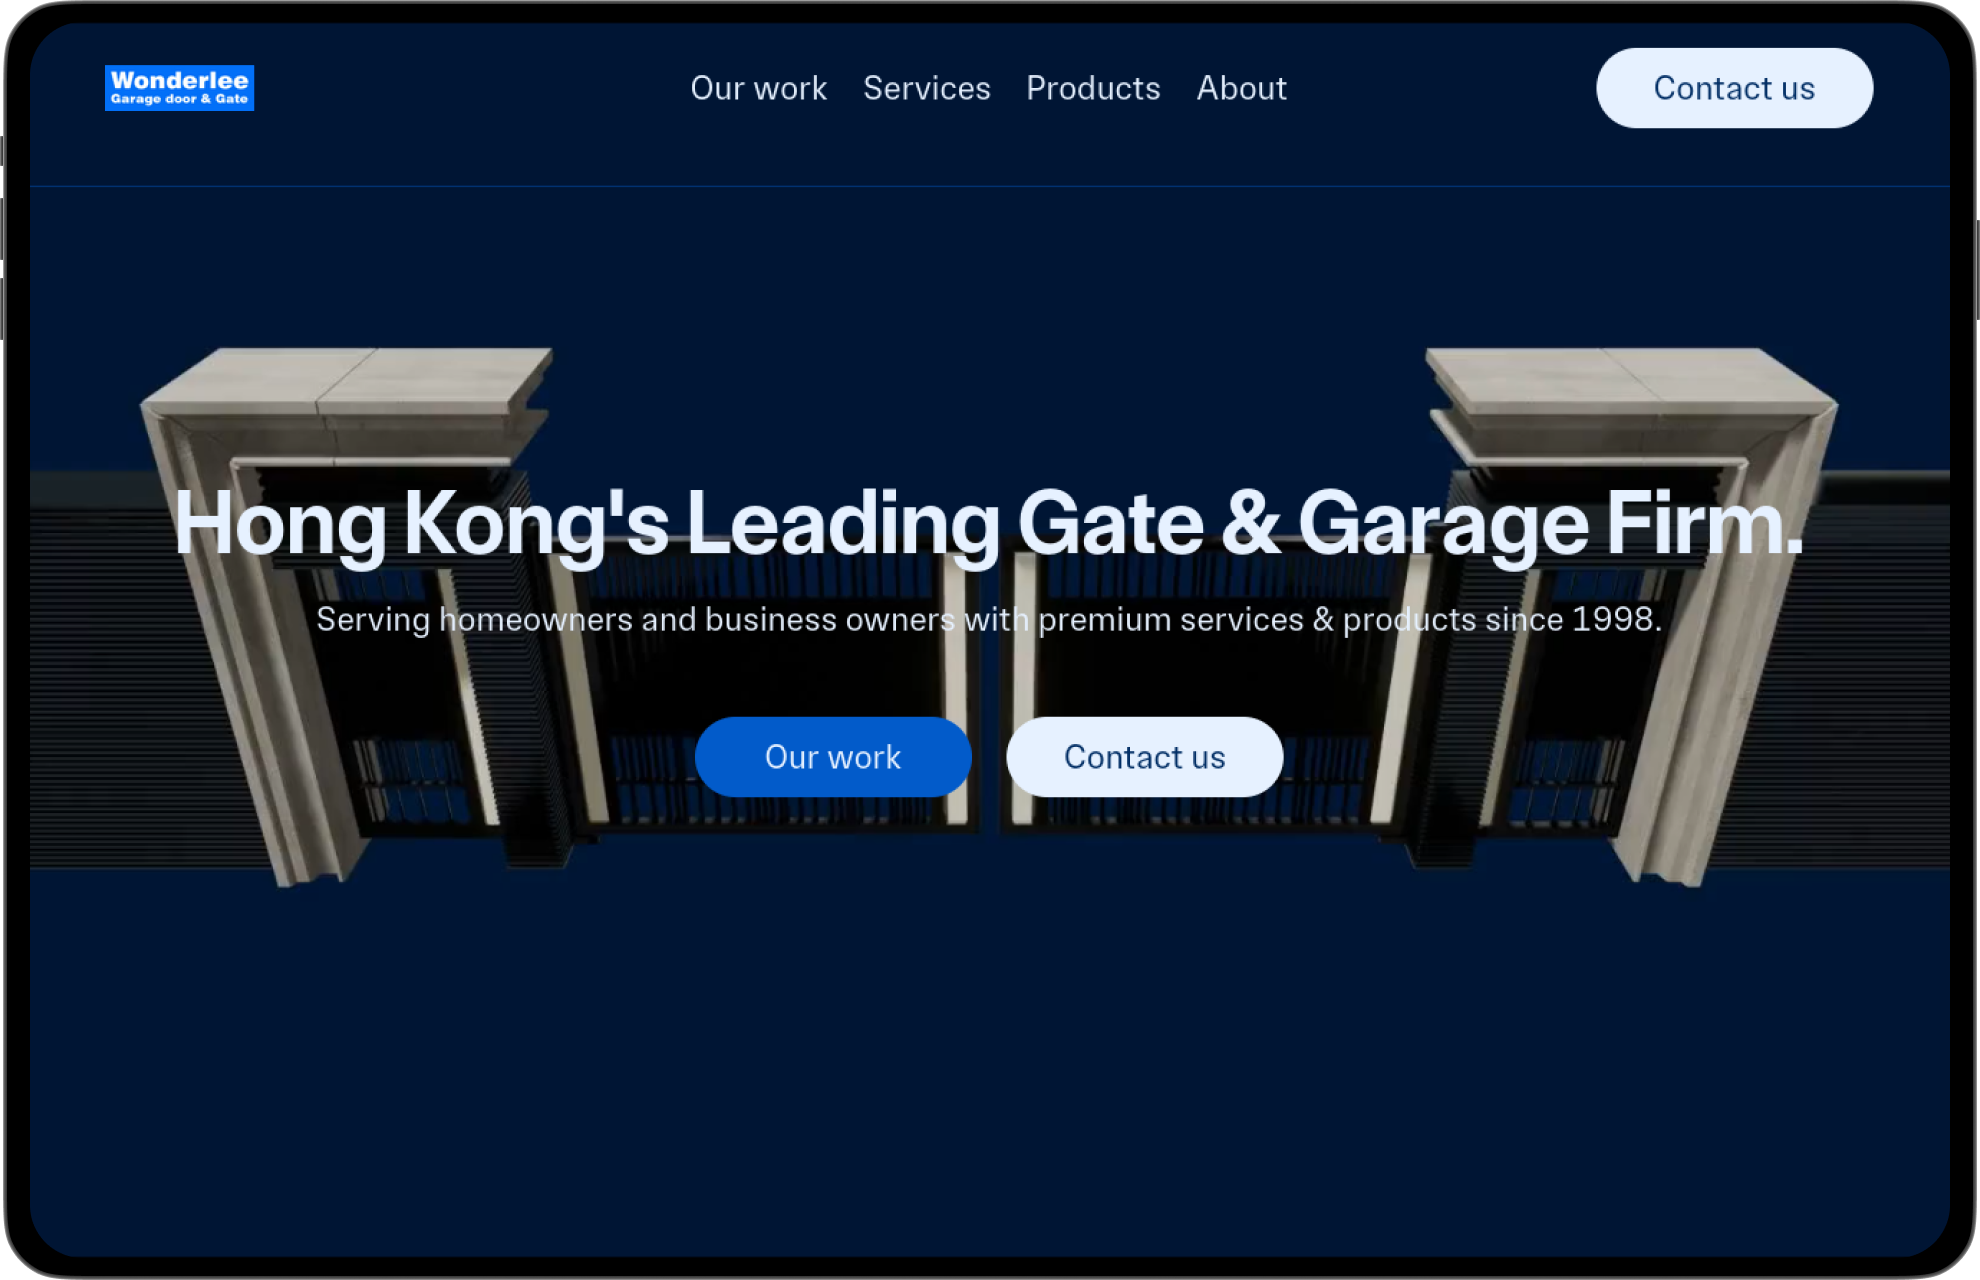 Wonderlee
Garage door & Gate
Our work Services Products About
Contact us
Hong Kong's Leading Gate & Garage Firm.
Serving homeowners and business owners with premium services & products since 1998.
Our work
Contact us